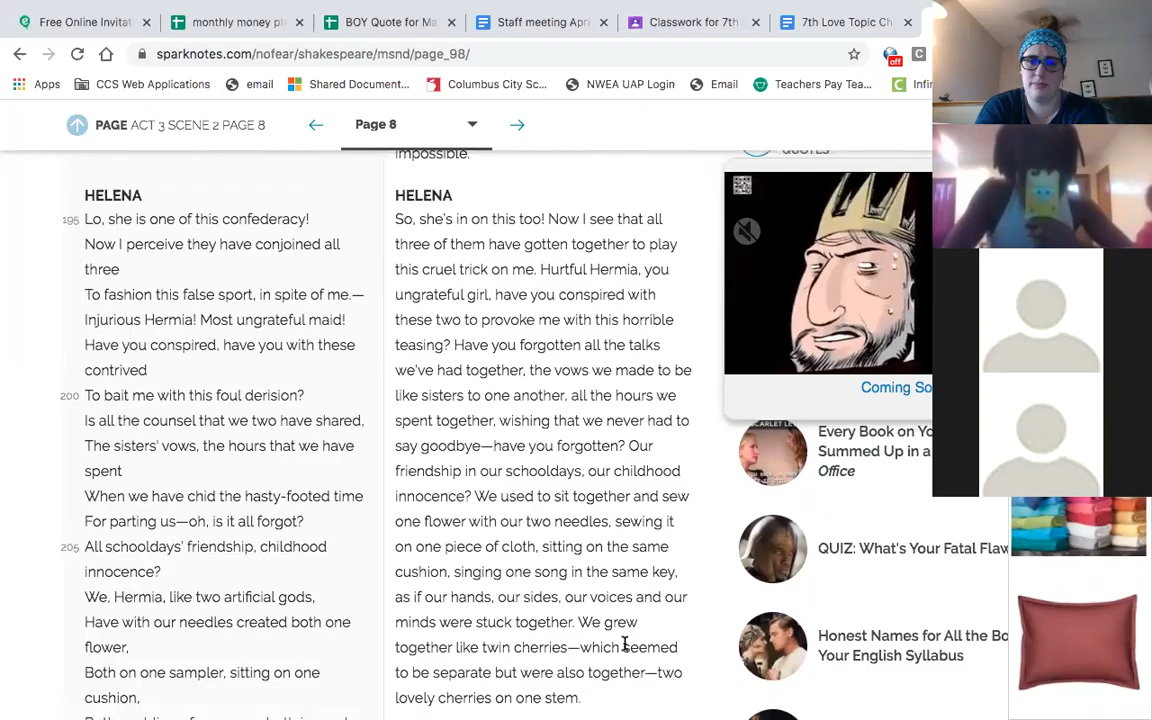 Free Online Invitat
monthly money pl
BOY Quote for Ma
Staff meeting Apri
Classwork for 7th
7th Love Topic Ch
sparknotes.com/nofear/shakespeare/msnd/page_98/
off
C
Apps
CCS Web Applications
email
Shared Document...
Columbus City Sc...
NWEA UAP Login
Email
Teachers Pay Teac...
Infir
PAGE ACT 3 SCENE 2 PAGE 8
Page 8
impossible.
QUOTES
HELENA
195 Lo, she is one of this confederacy!
Now I perceive they have conjoined all
three
To fashion this false sport, in spite of me.—
Injurious Hermia! Most ungrateful maid!
Have you conspired, have you with these
contrived
200 To bait me with this foul derision?
Is all the counsel that we two have shared,
The sisters' vows, the hours that we have
spent
When we have chid the hasty-footed time
For parting us—oh, is it all forgot?
205 All schooldays' friendship, childhood
innocence?
We, Hermia, like two artificial gods,
Have with our needles created both one
flower,
Both on one sampler, sitting on one
cushion,
HELENA
So, she's in on this too! Now I see that all
three of them have gotten together to play
this cruel trick on me. Hurtful Hermia, you
ungrateful girl, have you conspired with
these two to provoke me with this horrible
teasing? Have you forgotten all the talks
we've had together, the vows we made to be
like sisters to one another, all the hours we
spent together, wishing that we never had to
say goodbye—have you forgotten? Our
friendship in our schooldays, our childhood
innocence? We used to sit together and sew
one flower with our two needles, sewing it
on one piece of cloth, sitting on the same
cushion, singing one song in the same key,
as if our hands, our sides, our voices and our
minds were stuck together. We grew
together like twin cherries—which seemed
to be separate but were also together—two
lovely cherries on one stem.
Coming So
SCARLET LE
Every Book on Yo
Summed Up in a
Office
QUIZ: What's Your Fatal Flaw
Honest Names for All the Bo
Your English Syllabus